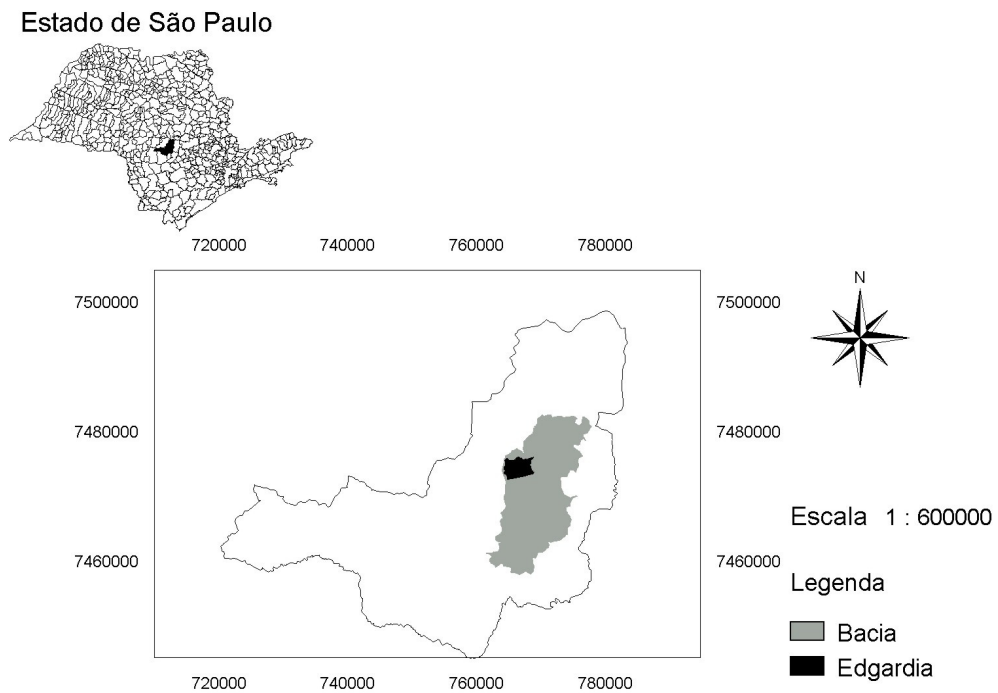 Estado de São Paulo
720000 740000 760000 780000
7500000 7500000
N
7480000 7480000
Escala 1 : 600000
7460000 7460000
Legenda
Bacia
Edgardia
720000 740000 760000 780000